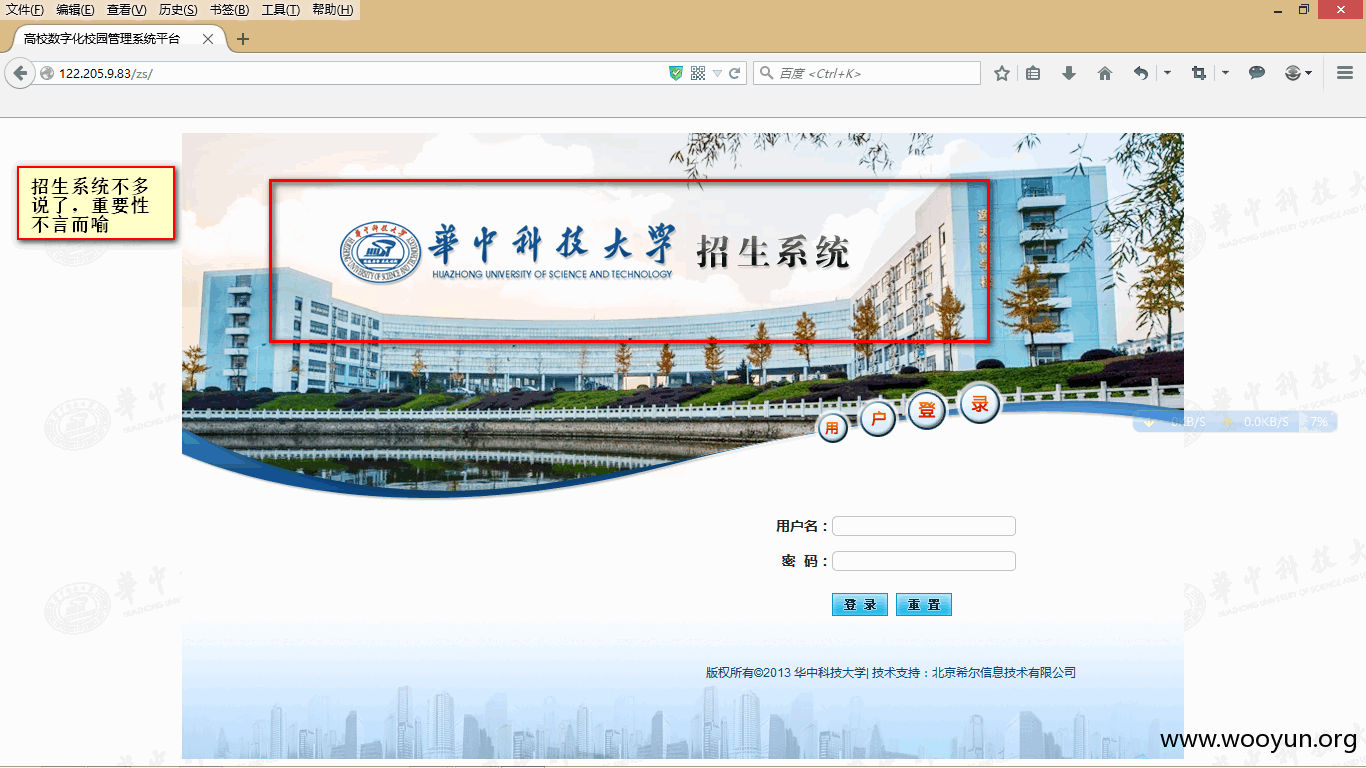 文件(F) 编辑(E) 查看(V) 历史(S) 书签(B) 工具(T) 帮助(H)
高校数字化校园管理系统平台
122.205.9.83/zs/
百度 <Ctrl+K>
招生系统不多
说了，重要性
不言而喻
華中科技大学 招生系统
HUAZHONG UNIVERSITY OF SCIENCE AND TECHNOLOGY
用户登录
0.0KB/S
7%
用户名：
密 码：
登 录 重 置
版权所有©2013 华中科技大学| 技术支持：北京希尔信息技术有限公司
www.wooyun.org